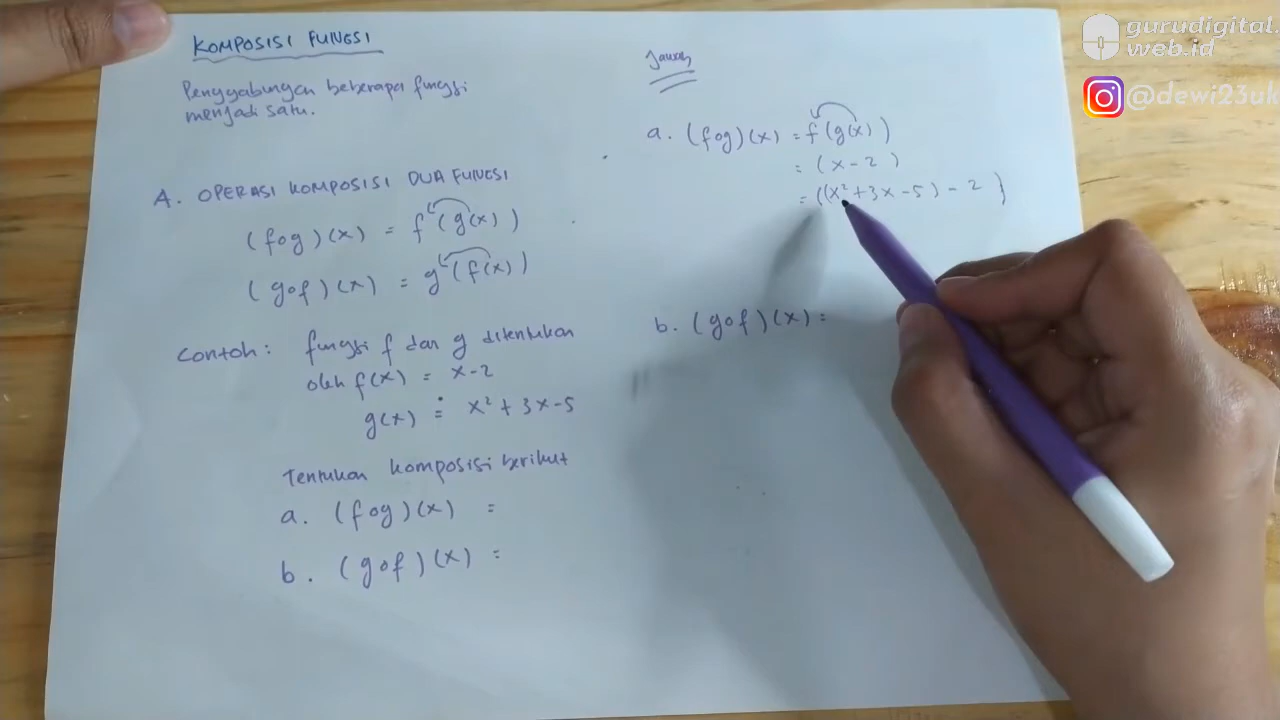 KOMPOSISI FUNGSI
Penggabungan beberapa fungsi
menjadi satu.
A. OPERASI KOMPOSISI DUA FUNGSI
(fog)(x) = f(g(x))
(gof)(x) = g(f(x))
Contoh: fungsi f dan g ditentukan
oleh f(x) = x-2
g(x) = x² + 3x-5
Tentukan komposisi berikut
a. (fog)(x) =
b. (gof)(x) =
Jawab
a. (fog)(x) = f(g(x))
= (x-2)
= ((x²+3x-5) - 2)
b. (gof)(x) =
gurudigital.
web.id
@dewi23uk